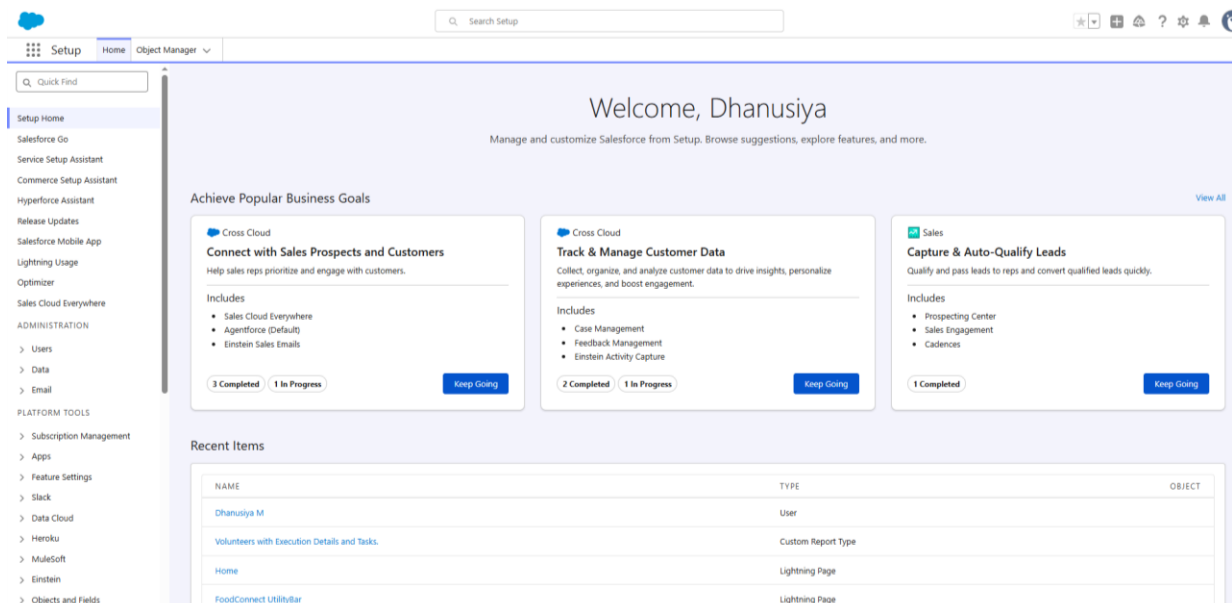 Search Setup
Setup
Home
Object Manager
Quick Find
Setup Home
Salesforce Go
Service Setup Assistant
Commerce Setup Assistant
Hyperforce Assistant
Release Updates
Salesforce Mobile App
Lightning Usage
Optimizer
Sales Cloud Everywhere
ADMINISTRATION
Users
Data
Email
PLATFORM TOOLS
Subscription Management
Apps
Feature Settings
Slack
Data Cloud
Heroku
MuleSoft
Einstein
Objects and Fields
Welcome, Dhanusiya
Manage and customize Salesforce from Setup. Browse suggestions, explore features, and more.
Achieve Popular Business Goals
View All
Cross Cloud
Connect with Sales Prospects and Customers
Help sales reps prioritize and engage with customers.
Includes
• Sales Cloud Everywhere
• Agentforce (Default)
• Einstein Sales Emails
3 Completed
1 In Progress
Keep Going
Cross Cloud
Track & Manage Customer Data
Collect, organize, and analyze customer data to drive insights, personalize
experiences, and boost engagement.
Includes
• Case Management
• Feedback Management
• Einstein Activity Capture
2 Completed
1 In Progress
Keep Going
Sales
Capture & Auto-Qualify Leads
Qualify and pass leads to reps and convert qualified leads quickly.
Includes
• Prospecting Center
• Sales Engagement
• Cadences
1 Completed
Keep Going
Recent Items
NAME TYPE OBJECT
Dhanusiya M User
Volunteers with Execution Details and Tasks. Custom Report Type
Home Lightning Page
FoodConnect UtilityBar Lightning Page